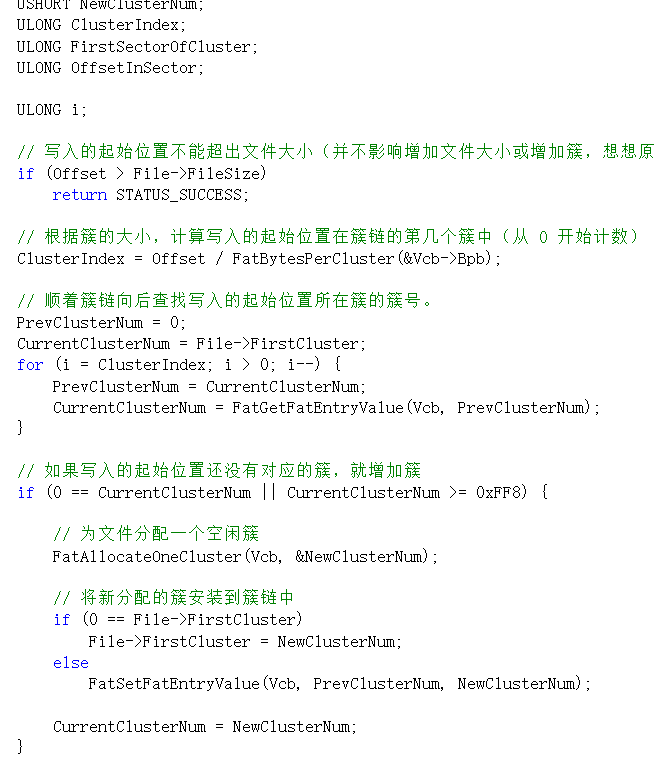 USHORT NewClusterNum;
ULONG ClusterIndex;
ULONG FirstSectorOfCluster;
ULONG OffsetInSector;
ULONG i;
// 写入的起始位置不能超出文件大小（并不影响增加文件大小或增加簇，想想原
if (Offset > File->FileSize)
return STATUS_SUCCESS;
// 根据簇的大小，计算写入的起始位置在簇链的第几个簇中（从 0 开始计数）
ClusterIndex = Offset / FatBytesPerCluster(&Vcb->Bpb);
// 顺着簇链向后查找写入的起始位置所在簇的簇号。
PrevClusterNum = 0;
CurrentClusterNum = File->FirstCluster;
for (i = ClusterIndex; i > 0; i--) {
PrevClusterNum = CurrentClusterNum;
CurrentClusterNum = FatGetFatEntryValue(Vcb, PrevClusterNum);
}
// 如果写入的起始位置还没有对应的簇，就增加簇
if (0 == CurrentClusterNum || CurrentClusterNum >= 0xFF8) {
// 为文件分配一个空闲簇
FatAllocateOneCluster(Vcb, &NewClusterNum);
// 将新分配的簇安装到簇链中
if (0 == File->FirstCluster)
File->FirstCluster = NewClusterNum;
else
FatSetFatEntryValue(Vcb, PrevClusterNum, NewClusterNum);
CurrentClusterNum = NewClusterNum;
}